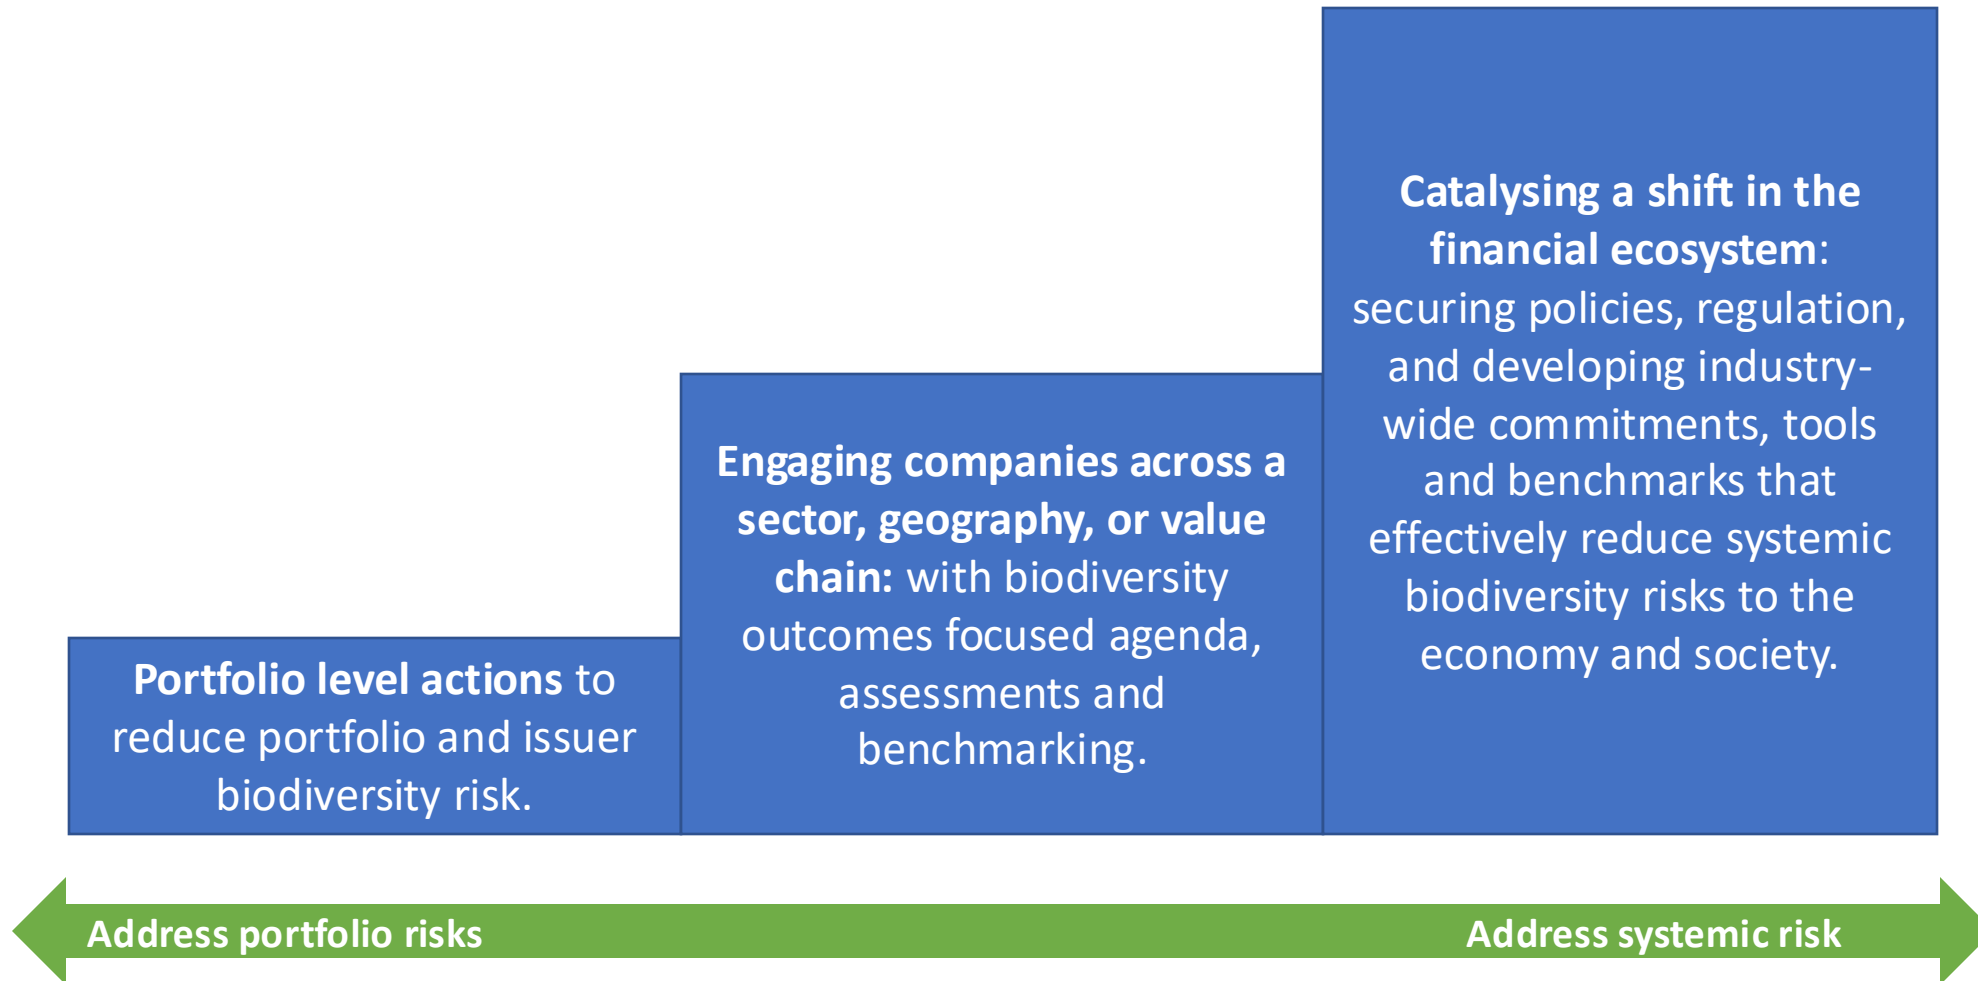 Portfolio level actions to
reduce portfolio and issuer
biodiversity risk.
Engaging companies across a
sector, geography, or value
chain: with biodiversity
outcomes focused agenda,
assessments and
benchmarking.
Catalysing a shift in the
financial ecosystem:
securing policies, regulation,
and developing industry-
wide commitments, tools
and benchmarks that
effectively reduce systemic
biodiversity risks to the
economy and society.
Address portfolio risks
Address systemic risk